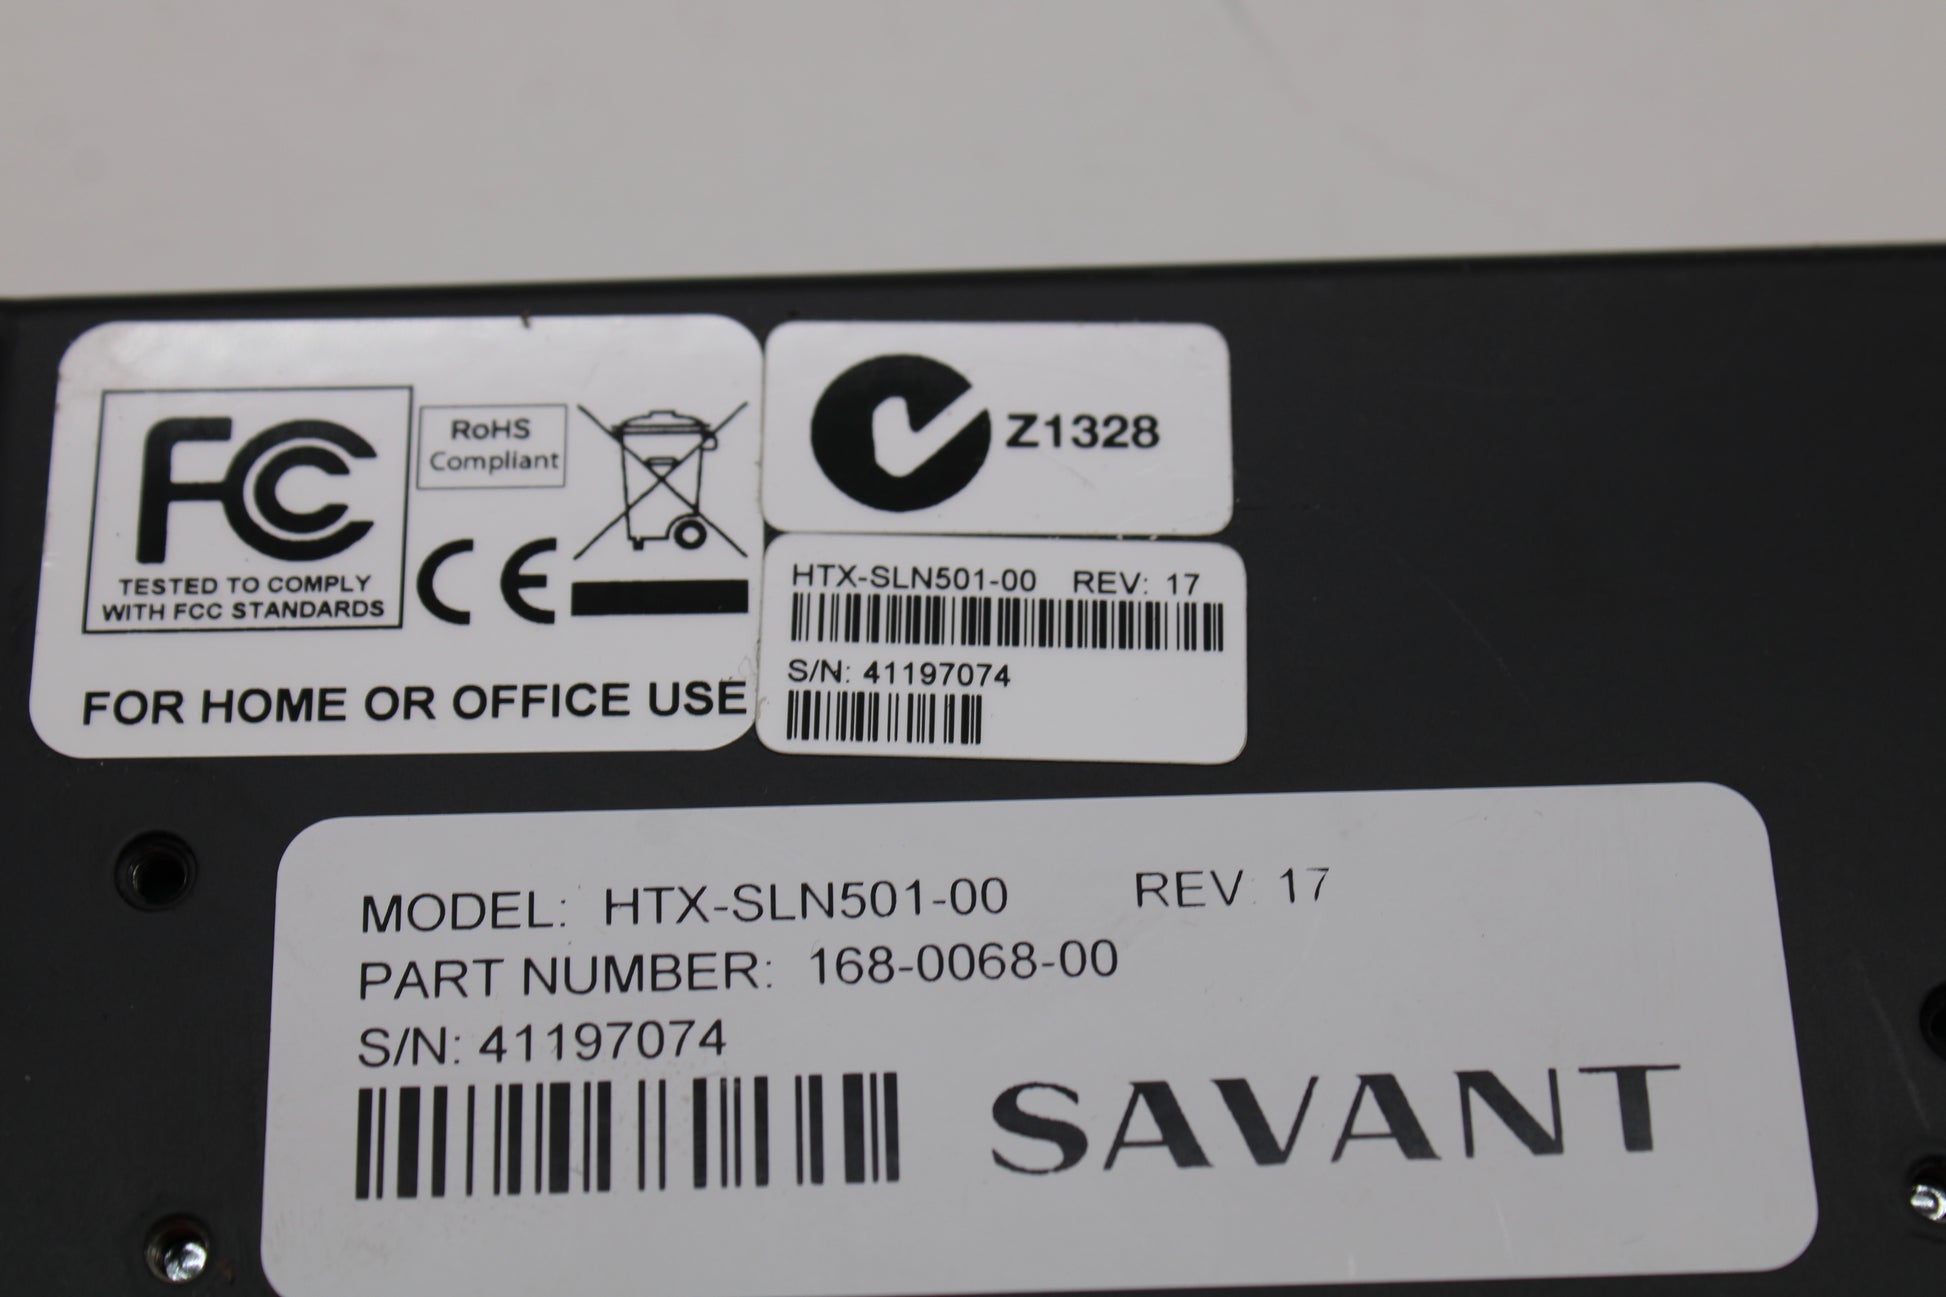 FC
TESTED TO COMPLY
WITH FCC STANDARDS
RoHS
Compliant
CE
FOR HOME OR OFFICE USE
Z1328
HTX-SLN501-00 REV: 17
S/N: 41197074
MODEL: HTX-SLN501-00 REV: 17
PART NUMBER: 168-0068-00
S/N: 41197074
SAVANT